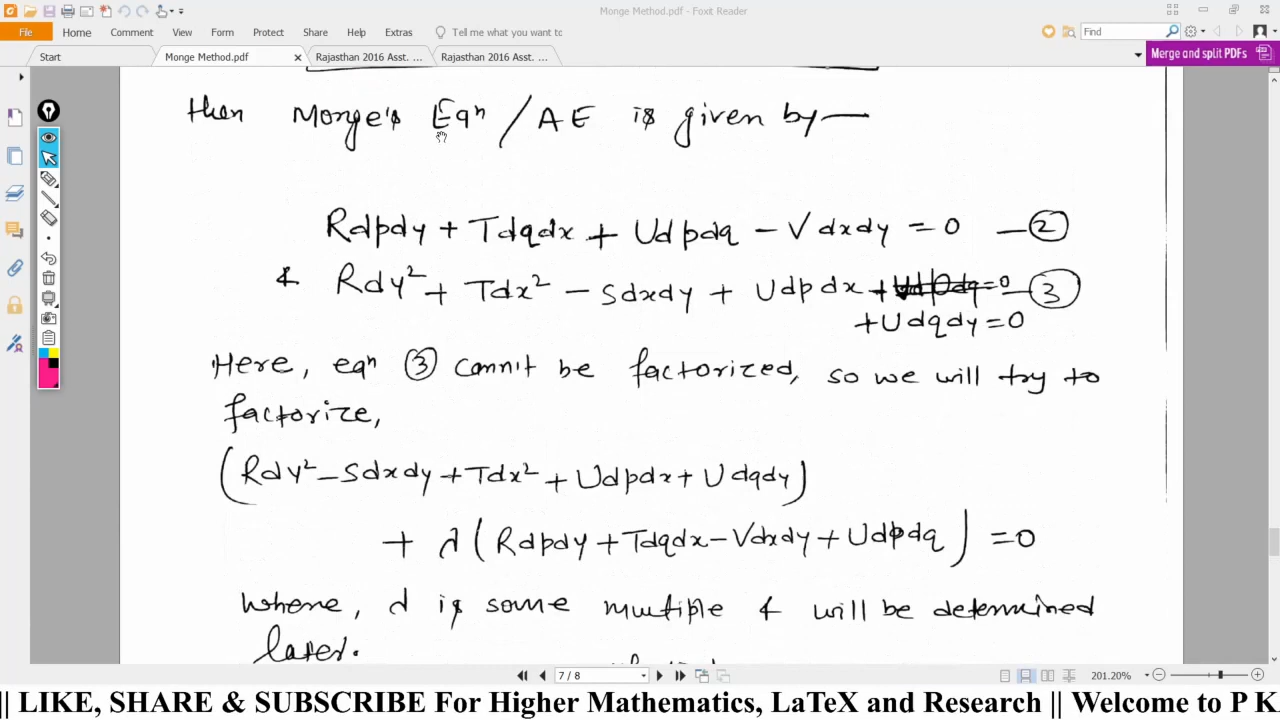 Monge Method.pdf - Foxit Reader
File Home Comment View Form Protect Share Help Extras Tell me what you want to Find
Start Monge Method.pdf Rajasthan 2016 Asst. ... Rajasthan 2016 Asst. ... Merge and split PDFs
then Monge's Eqⁿ / AE is given by —
Rdpdy + Tdqdx + Udpdq - Vdxdy = 0 — ②
& Rdy² + Tdx² - Sdxdy + Udpdx — ③
+ Udqdy = 0
Here, eqⁿ ③ cann't be factorized, so we will try to
factorize,
(Rdy² - Sdxdy + Tdx² + Udpdx + Udqdy)
+ λ (Rdpdy + Tdqdx - Vdxdy + Udpdq) = 0
where, λ is some multiple & will be determined
later.
7 / 8 201.20%
|| LIKE, SHARE & SUBSCRIBE For Higher Mathematics, LaTeX and Research || Welcome to P K